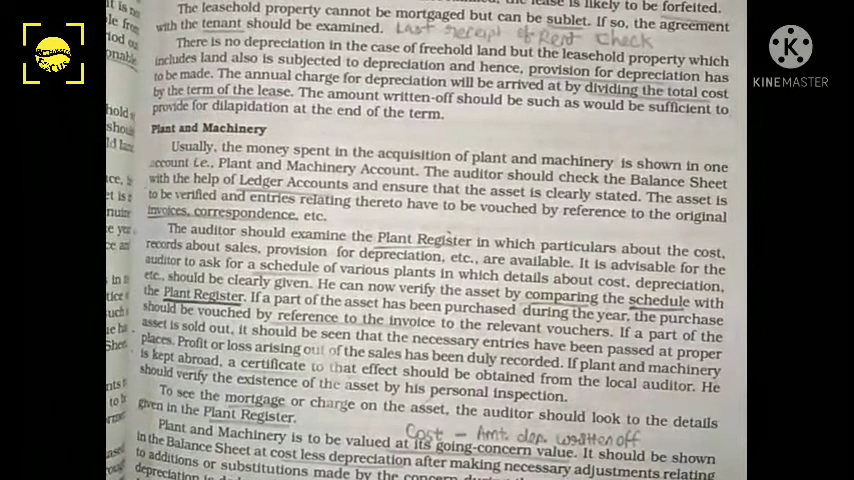 the lease is likely to be forfeited.
The leasehold property cannot be mortgaged but can be sublet. If so, the agreement
with the tenant should be examined. Last receipt of Rent check
There is no depreciation in the case of freehold land but the leasehold property which
includes land also is subjected to depreciation and hence, provision for depreciation has
to be made. The annual charge for depreciation will be arrived at by dividing the total cost
by the term of the lease. The amount written-off should be such as would be sufficient to
provide for dilapidation at the end of the term.
Plant and Machinery
Usually, the money spent in the acquisition of plant and machinery is shown in one
account i.e., Plant and Machinery Account. The auditor should check the Balance Sheet
with the help of Ledger Accounts and ensure that the asset is clearly stated. The asset is
to be verified and entries relating thereto have to be vouched by reference to the original
invoices, correspondence, etc.
The auditor should examine the Plant Register in which particulars about the cost,
records about sales, provision for depreciation, etc., are available. It is advisable for the
auditor to ask for a schedule of various plants in which details about cost, depreciation,
etc., should be clearly given. He can now verify the asset by comparing the schedule with
the Plant Register. If a part of the asset has been purchased during the year, the purchase
should be vouched by reference to the invoice to the relevant vouchers. If a part of the
asset is sold out, it should be seen that the necessary entries have been passed at proper
places. Profit or loss arising out of the sales has been duly recorded. If plant and machinery
is kept abroad, a certificate to that effect should be obtained from the local auditor. He
should verify the existence of the asset by his personal inspection.
To see the mortgage or charge on the asset, the auditor should look to the details
given in the Plant Register.
Cost - Amt. dep. written off
Plant and Machinery is to be valued at its going-concern value. It should be shown
in the Balance Sheet at cost less depreciation after making necessary adjustments relating
to additions or substitutions made by the concern
KINEMASTER